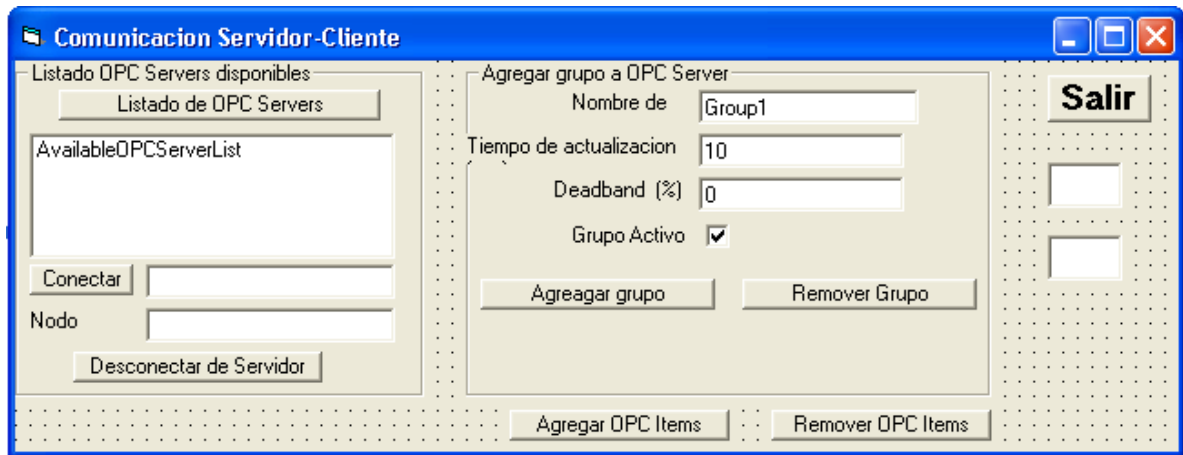 Comunicacion Servidor-Cliente
Listado OPC Servers disponibles
Listado de OPC Servers
AvailableOPCServerList
Conectar
Nodo
Desconectar de Servidor
Agregar grupo a OPC Server
Nombre de
Group1
Tiempo de actualizacion
10
Deadband (%)
0
Grupo Activo
Agreagar grupo
Remover Grupo
Agregar OPC Items
Remover OPC Items
Salir